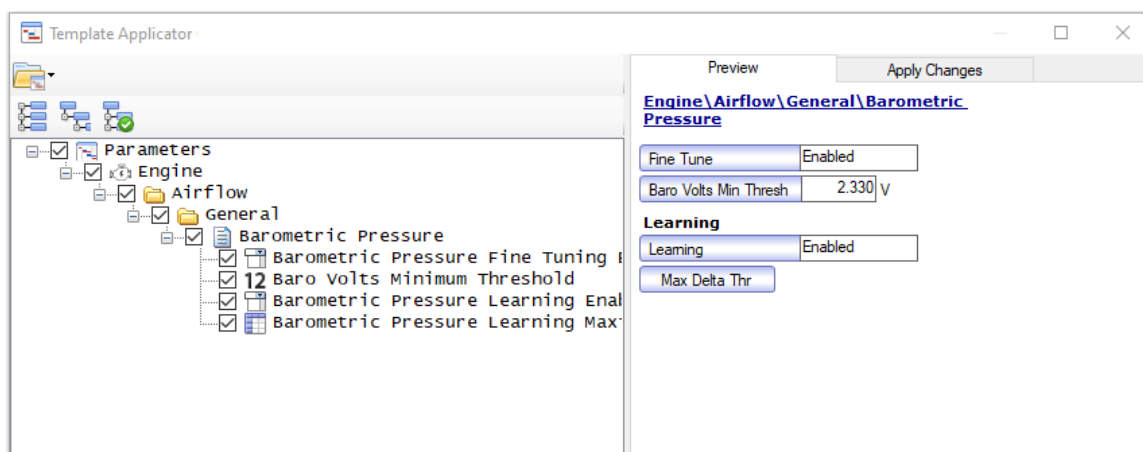 Template Applicator
Preview
Apply Changes
Engine\Airflow\General\Barometric
Pressure
Fine Tune
Enabled
Baro Volts Min Thresh
2.330 V
Learning
Learning
Enabled
Max Delta Thr
Parameters
Engine
Airflow
General
Barometric Pressure
Barometric Pressure Fine Tuning
12 Baro Volts Minimum Threshold
Barometric Pressure Learning
Barometric Pressure Learning